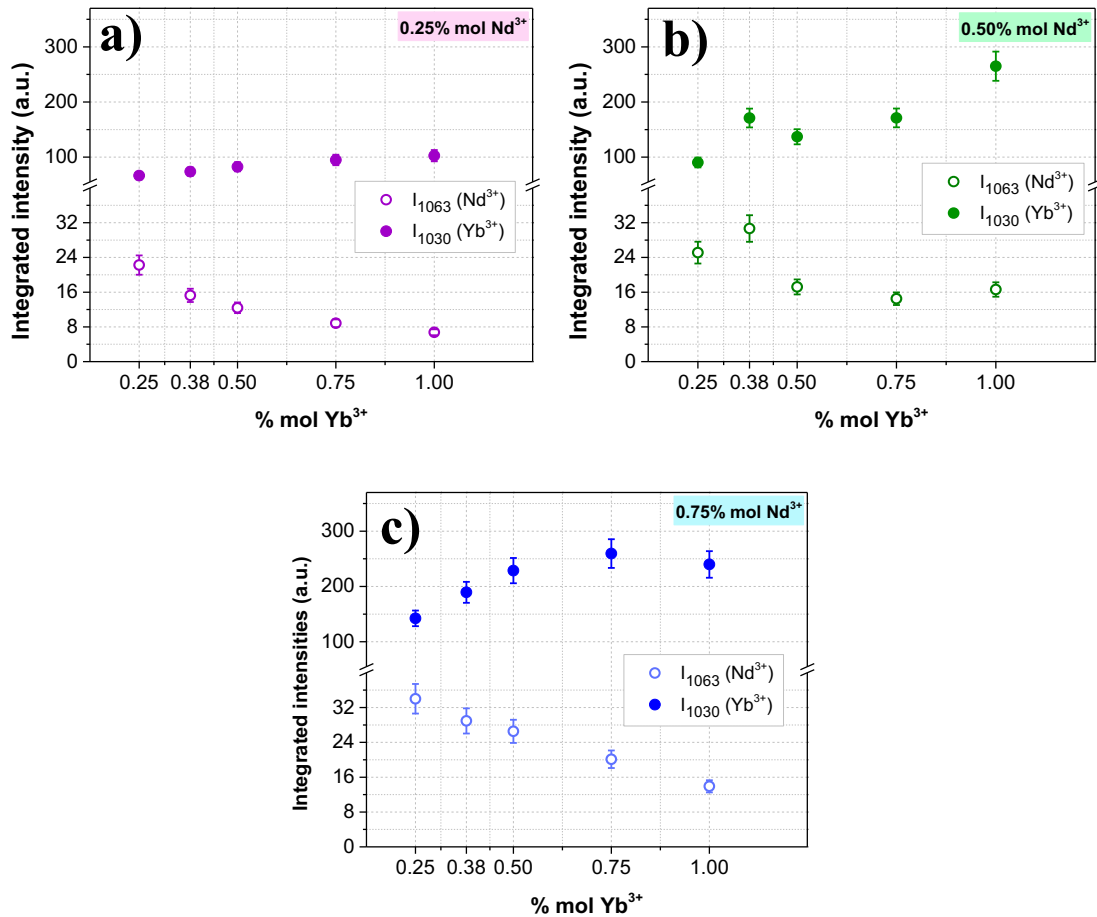 a)
0.25% mol Nd³⁺
Integrated intensity (a.u.)
300
200
100
32
24
16
8
0
I₁₀₆₃ (Nd³⁺)
I₁₀₃₀ (Yb³⁺)
0.25 0.38 0.50 0.75 1.00
% mol Yb³⁺
b)
0.50% mol Nd³⁺
Integrated intensity (a.u.)
300
200
100
32
24
16
8
0
I₁₀₆₃ (Nd³⁺)
I₁₀₃₀ (Yb³⁺)
0.25 0.38 0.50 0.75 1.00
% mol Yb³⁺
c)
0.75% mol Nd³⁺
Integrated intensities (a.u.)
300
200
100
32
24
16
8
0
I₁₀₆₃ (Nd³⁺)
I₁₀₃₀ (Yb³⁺)
0.25 0.38 0.50 0.75 1.00
% mol Yb³⁺